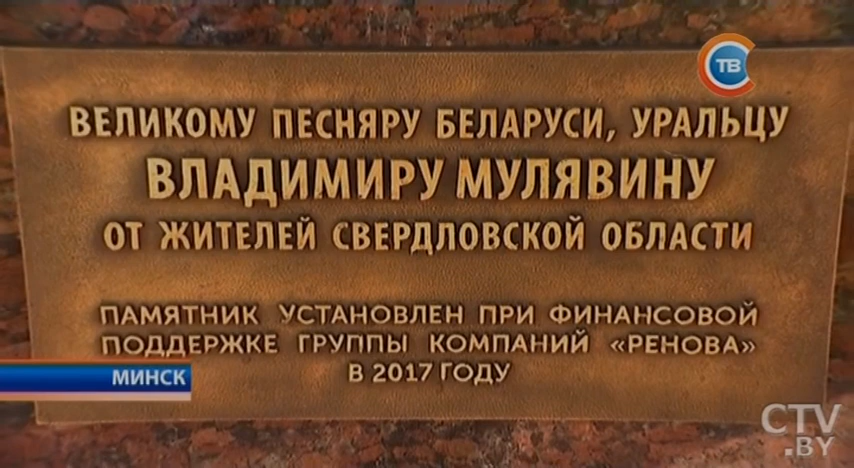 ТВ
ВЕЛИКОМУ ПЕСНЯРУ БЕЛАРУСИ, УРАЛЬЦУ
ВЛАДИМИРУ МУЛЯВИНУ
ОТ ЖИТЕЛЕЙ СВЕРДЛОВСКОЙ ОБЛАСТИ
ПАМЯТНИК УСТАНОВЛЕН ПРИ ФИНАНСОВОЙ
ПОДДЕРЖКЕ ГРУППЫ КОМПАНИЙ «РЕНОВА»
В 2017 ГОДУ
МИНСК
CTV
.BY